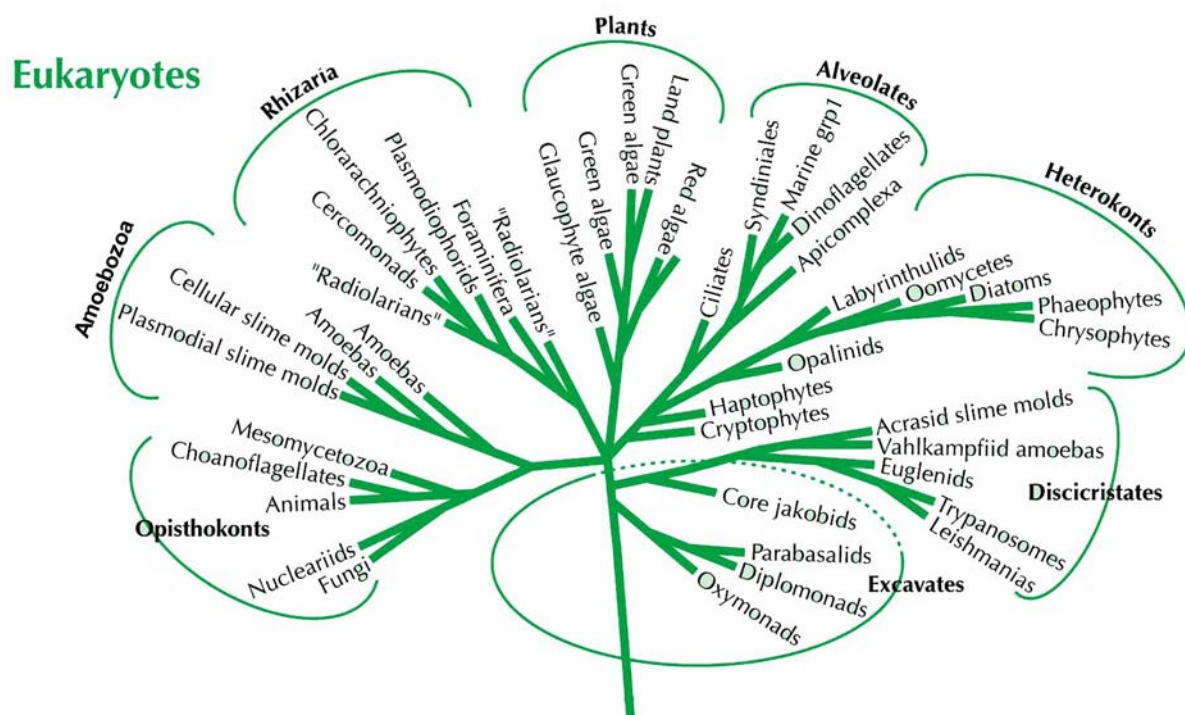 Eukaryotes
Opisthokonts
Fungi
Nucleariids
Animals
Choanoflagellates
Mesomycetozoa
Amoebozoa
Plasmodial slime molds
Cellular slime molds
Amoebas
Amoebas
Rhizaria
"Radiolarians"
Cercomonads
Chlorarachniophytes
Plasmodiophorids
Foraminifera
"Radiolarians"
Plants
Glaucophyte algae
Green algae
Green algae
Land plants
Red algae
Alveolates
Ciliates
Syndiniales
Marine grp1
Dinoflagellates
Apicomplexa
Heterokonts
Labyrinthulids
Oomycetes
Diatoms
Phaeophytes
Chrysophytes
Opalinids
Haptophytes
Cryptophytes
Discicristates
Acrasid slime molds
Vahlkampfiid amoebas
Euglenids
Trypanosomes
Leishmanias
Excavates
Core jakobids
Parabasalids
Diplomonads
Oxymonads